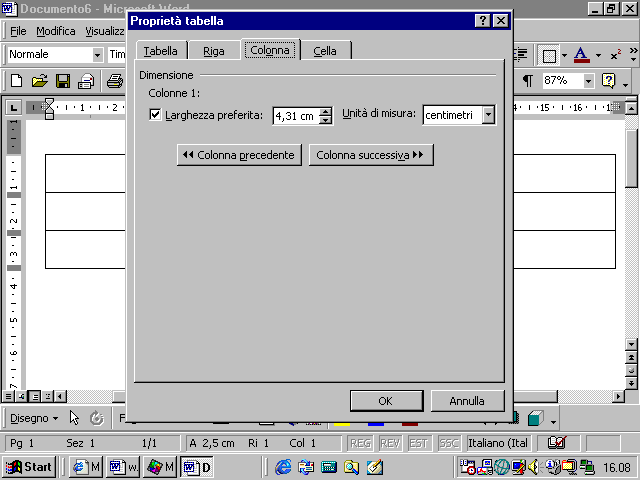 Documento6 - Microsoft Word
Proprietà tabella
File Modifica Visualizz
Tabella Riga Colonna Cella
Normale Tim
Dimensione
87%
Colonne 1:
Larghezza preferita: 4,31 cm Unità di misura: centimetri
Colonna precedente Colonna successiva
OK Annulla
Disegno
Pg 1 Sez 1 1/1 A 2,5 cm Ri 1 Col 1 REG REV EST SSC Italiano (Ital
Start M w. M D 16.08